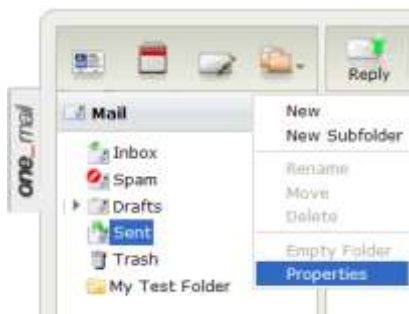 Reply
one_mail
Mail
Inbox
Spam
Drafts
Sent
Trash
My Test Folder
New
New Subfolder
Rename
Move
Delete
Empty Folder
Properties